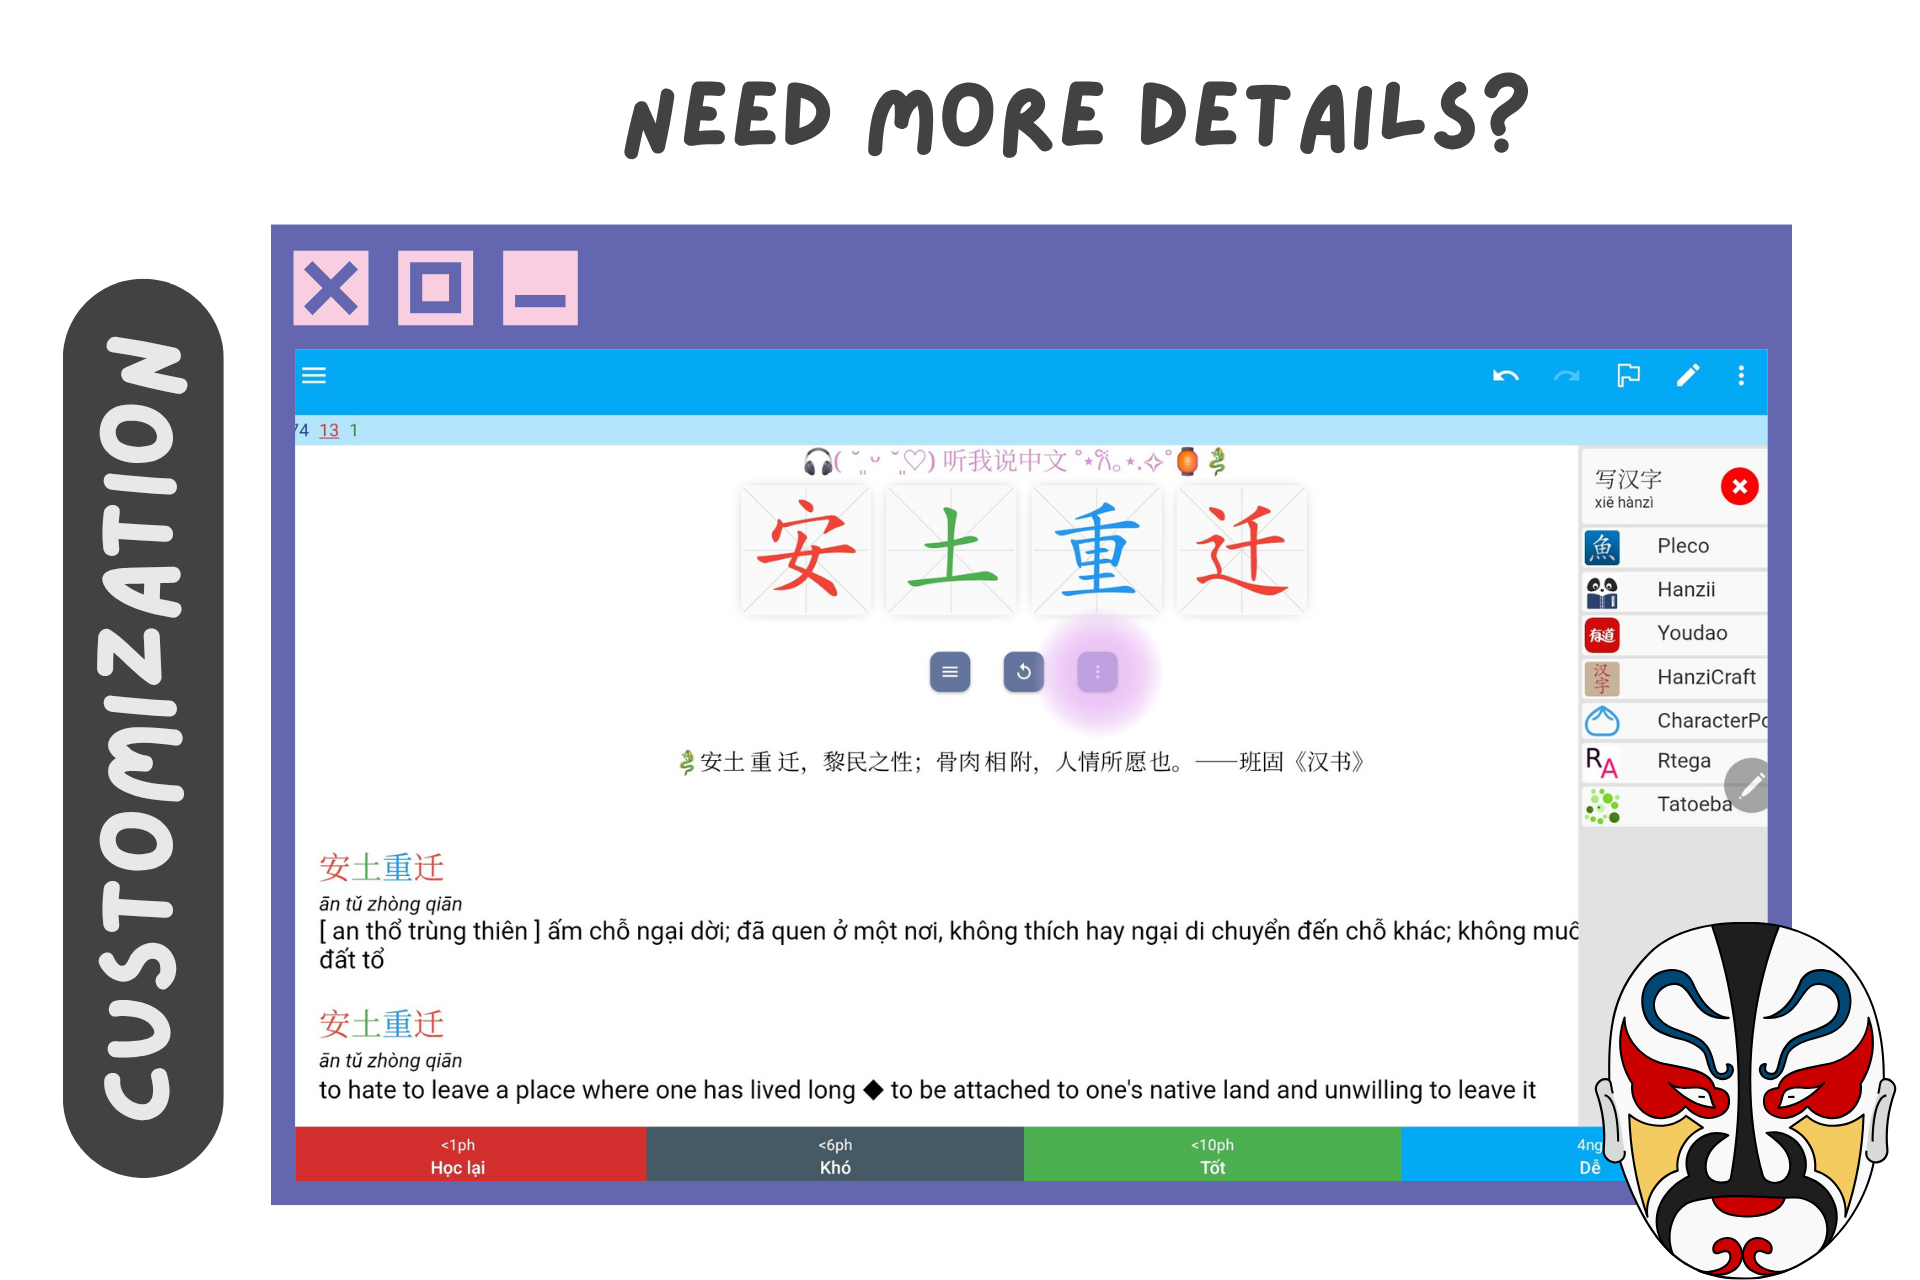 NEED MORE DETAILS?
CUSTOMIZATION
74 13 1
🎧( ˘͈ ᵕ ˘͈♡) 听我说中文 ˚⋆𐙚｡⋆.✧˚🏮🐉
安土重迁
写汉字
xiě hànzì
Pleco
Hanzii
有道 Youdao
汉字 HanziCraft
CharacterPo
RA Rtega
Tatoeba
魚
🐉安土重迁，黎民之性；骨肉相附，人情所愿也。——班固《汉书》
安土重迁
ān tǔ zhòng qiān
[ an thổ trùng thiên ] ấm chỗ ngại dời; đã quen ở một nơi, không thích hay ngại di chuyển đến chỗ khác; không muố
đất tổ
安土重迁
ān tǔ zhòng qiān
to hate to leave a place where one has lived long ◆ to be attached to one's native land and unwilling to leave it
<1ph
Học lại
<6ph
Khó
<10ph
Tốt
4ng
Dễ